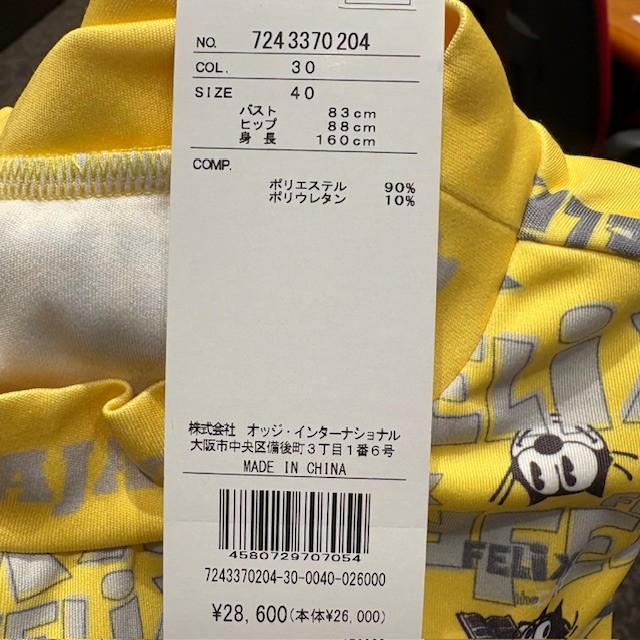 NO. 7243370204
COL. 30
SIZE 40
バスト 83cm
ヒップ 88cm
身長 160cm
COMP.
ポリエステル 90%
ポリウレタン 10%
株式会社 オッジ・インターナショナル
大阪市中央区備後町3丁目1番6号
MADE IN CHINA
4580729707054
7243370204-30-0040-026000
¥28,600(本体¥26,000)
FELIX
the